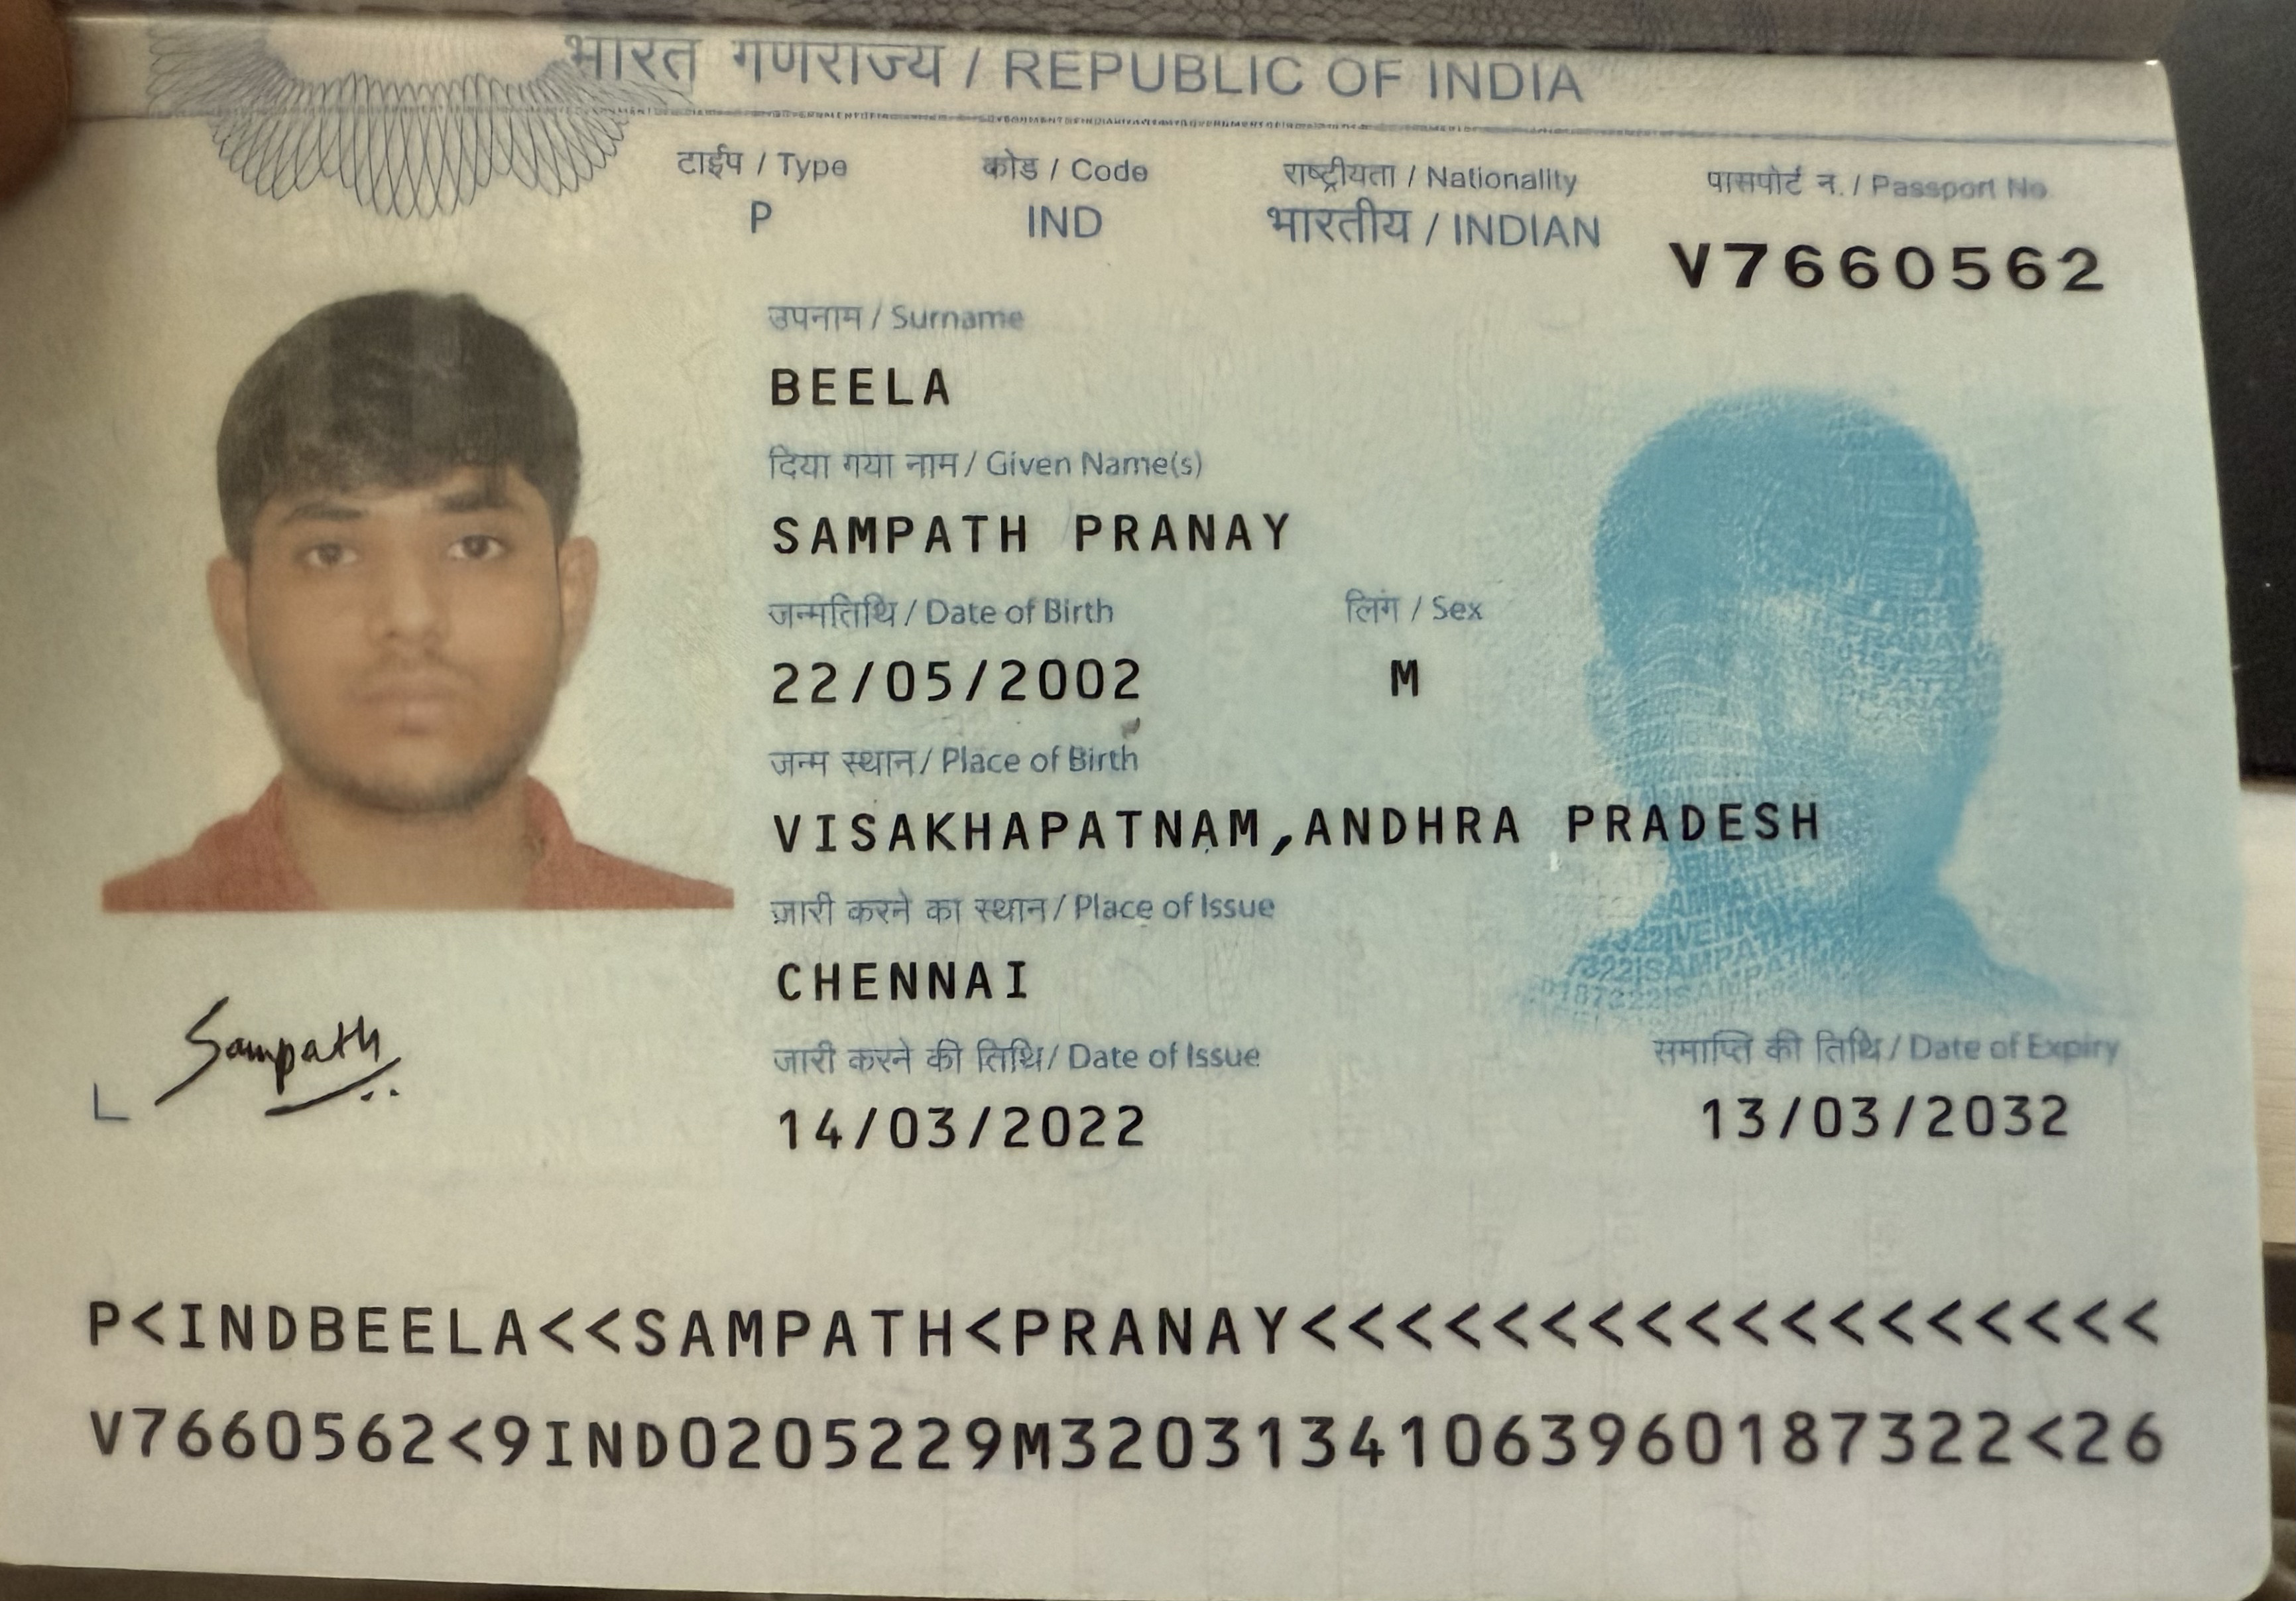 भारत गणराज्य / REPUBLIC OF INDIA
टाईप / Type कोड / Code राष्ट्रीयता / Nationality पासपोर्ट न. / Passport No.
P IND भारतीय / INDIAN V7660562
उपनाम / Surname
BEELA
दिया गया नाम / Given Name(s)
SAMPATH PRANAY
जन्मतिथि / Date of Birth लिंग / Sex
22/05/2002 M
जन्म स्थान / Place of Birth
VISAKHAPATNAM,ANDHRA PRADESH
जारी करने का स्थान / Place of Issue
CHENNAI
Sampath
जारी करने की तिथि / Date of Issue समाप्ति की तिथि / Date of Expiry
14/03/2022 13/03/2032
P<INDBEELA<<SAMPATH<PRANAY<<<<<<<<<<<<<<<<<<
V7660562<9IND0205229M3203134106396018​7322<26